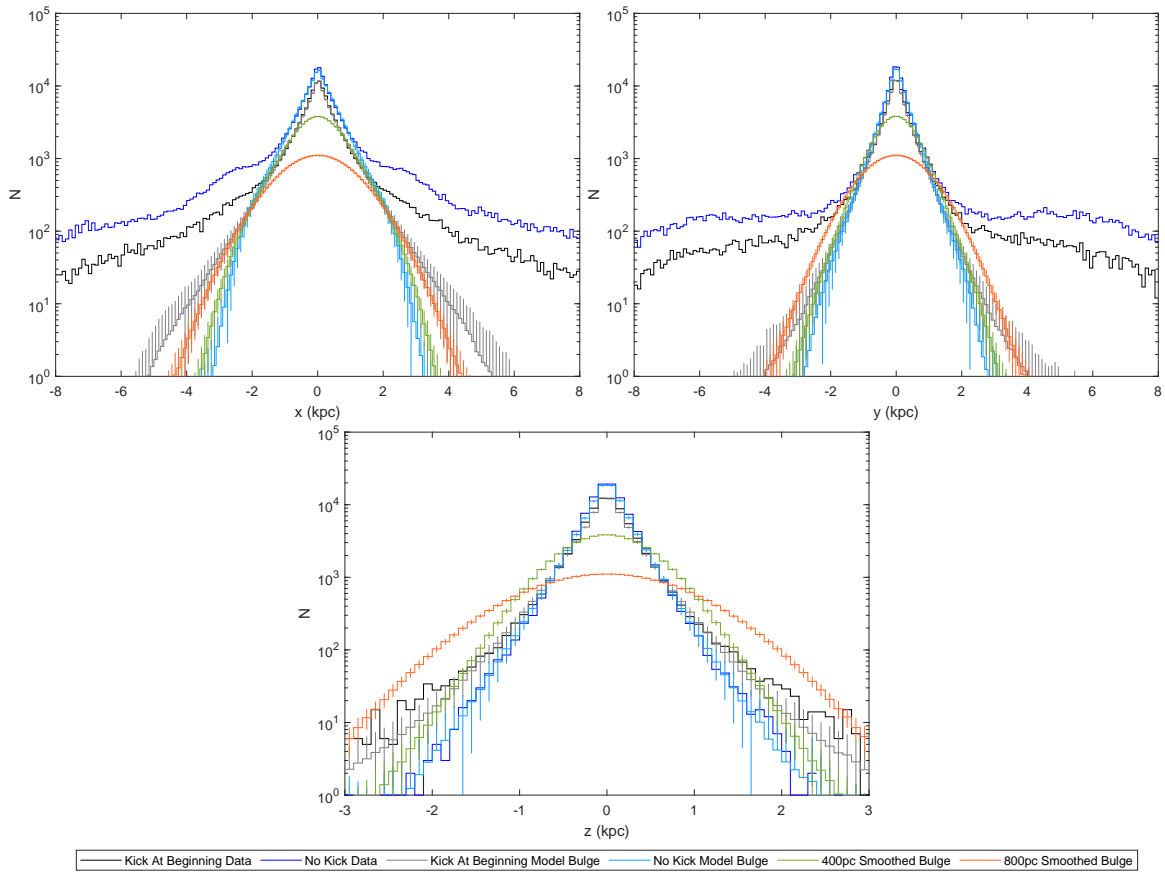 10^5
10^4
10^3
10^2
10^1
10^0
N
-8 -6 -4 -2 0 2 4 6 8
x (kpc)
10^5
10^4
10^3
10^2
10^1
10^0
N
-8 -6 -4 -2 0 2 4 6 8
y (kpc)
10^5
10^4
10^3
10^2
10^1
10^0
N
-3 -2 -1 0 1 2 3
z (kpc)
Kick At Beginning Data No Kick Data Kick At Beginning Model Bulge No Kick Model Bulge 400pc Smoothed Bulge 800pc Smoothed Bulge